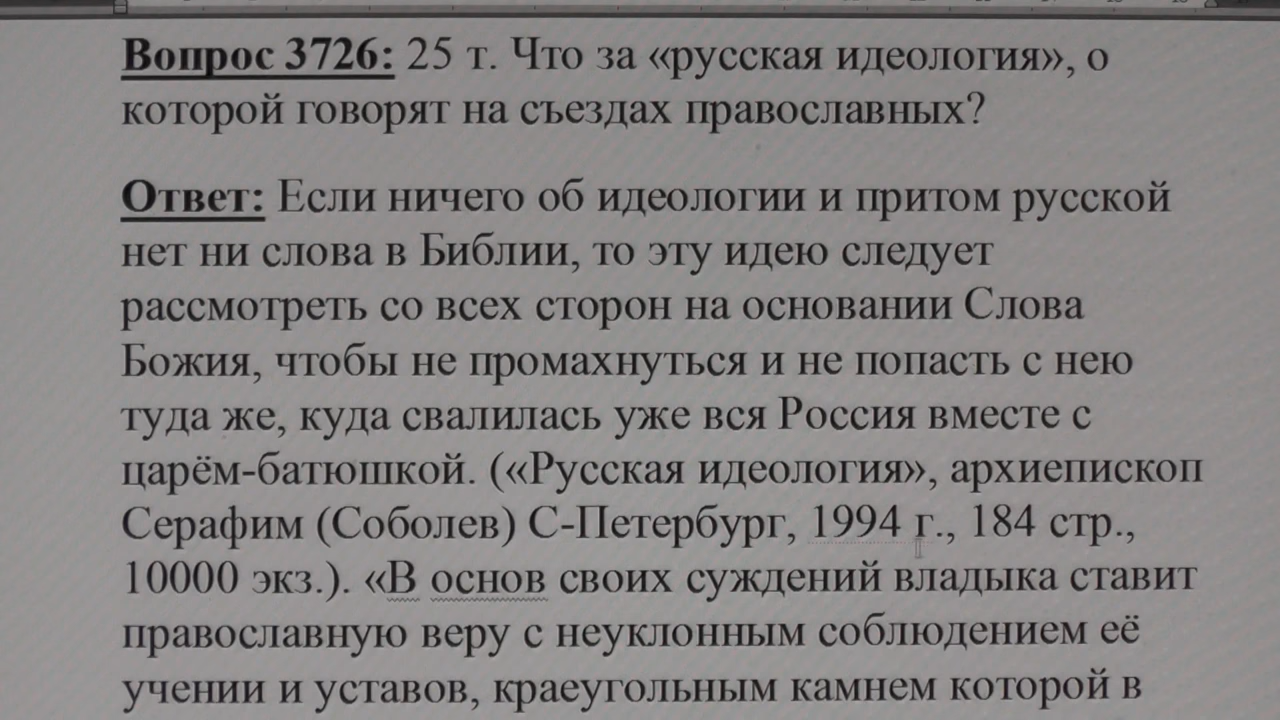 Вопрос 3726: 25 т. Что за «русская идеология», о
которой говорят на съездах православных?
Ответ: Если ничего об идеологии и притом русской
нет ни слова в Библии, то эту идею следует
рассмотреть со всех сторон на основании Слова
Божия, чтобы не промахнуться и не попасть с нею
туда же, куда свалилась уже вся Россия вместе с
царём-батюшкой. («Русская идеология», архиепископ
Серафим (Соболев) С-Петербург, 1994 г., 184 стр.,
10000 экз.). «В основ своих суждений владыка ставит
православную веру с неуклонным соблюдением её
учении и уставов, краеугольным камнем которой в